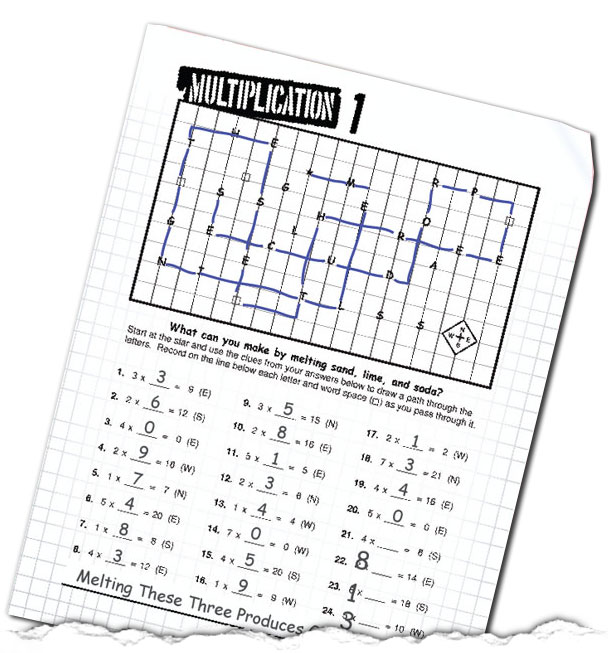 MULTIPLICATION 1
T H E
* M R P
S G E
S H O
G E C L R E E
N T E U D A
T L S S
N W E S
What can you make by melting sand, lime, and soda?
Start at the star and use the clues from your answers below to draw a path through the
letters. Record on the line below each letter and word space (□) as you pass through it.
1. 3 x 3 = 9 (E)
2. 2 x 6 = 12 (S)
3. 4 x 0 = 0 (E)
4. 2 x 9 = 18 (W)
5. 1 x 7 = 7 (N)
6. 5 x 4 = 20 (E)
7. 1 x 8 = 8 (S)
8. 4 x 3 = 12 (E)
9. 3 x 5 = 15 (N)
10. 2 x 8 = 16 (E)
11. 5 x 1 = 5 (E)
12. 2 x 3 = 6 (N)
13. 1 x 4 = 4 (W)
14. 7 x 0 = 0 (W)
15. 4 x 5 = 20 (S)
16. 1 x 9 = 9 (W)
17. 2 x 1 = 2 (W)
18. 7 x 3 = 21 (N)
19. 4 x 4 = 16 (E)
20. 5 x 0 = 0 (E)
21. 4 x ___ = 8 (S)
22. 8 ___ = 14 (E)
23. ___ = 18 (S)
24. 3x ___ = 10 (W)
Melting These Three Produces